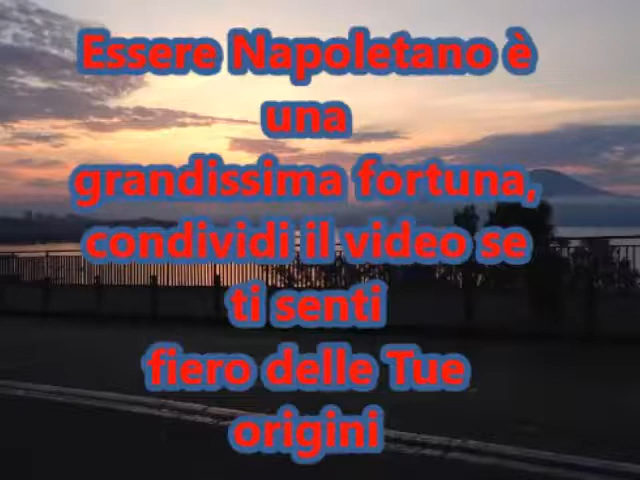 Essere Napoletano è
una
grandissima fortuna,
condividi il video se
ti senti
fiero delle Tue
origini